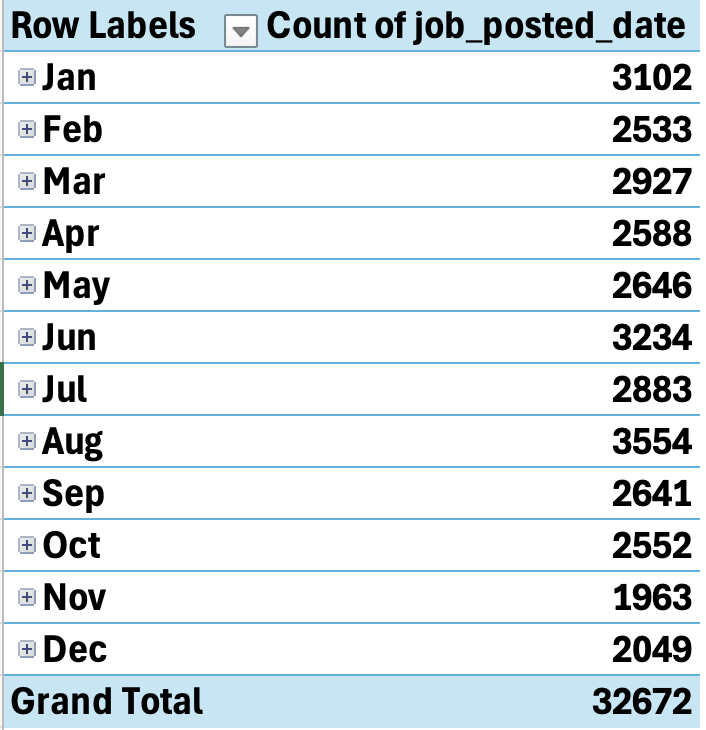 Row Labels Count of job_posted_date
Jan 3102
Feb 2533
Mar 2927
Apr 2588
May 2646
Jun 3234
Jul 2883
Aug 3554
Sep 2641
Oct 2552
Nov 1963
Dec 2049
Grand Total 32672